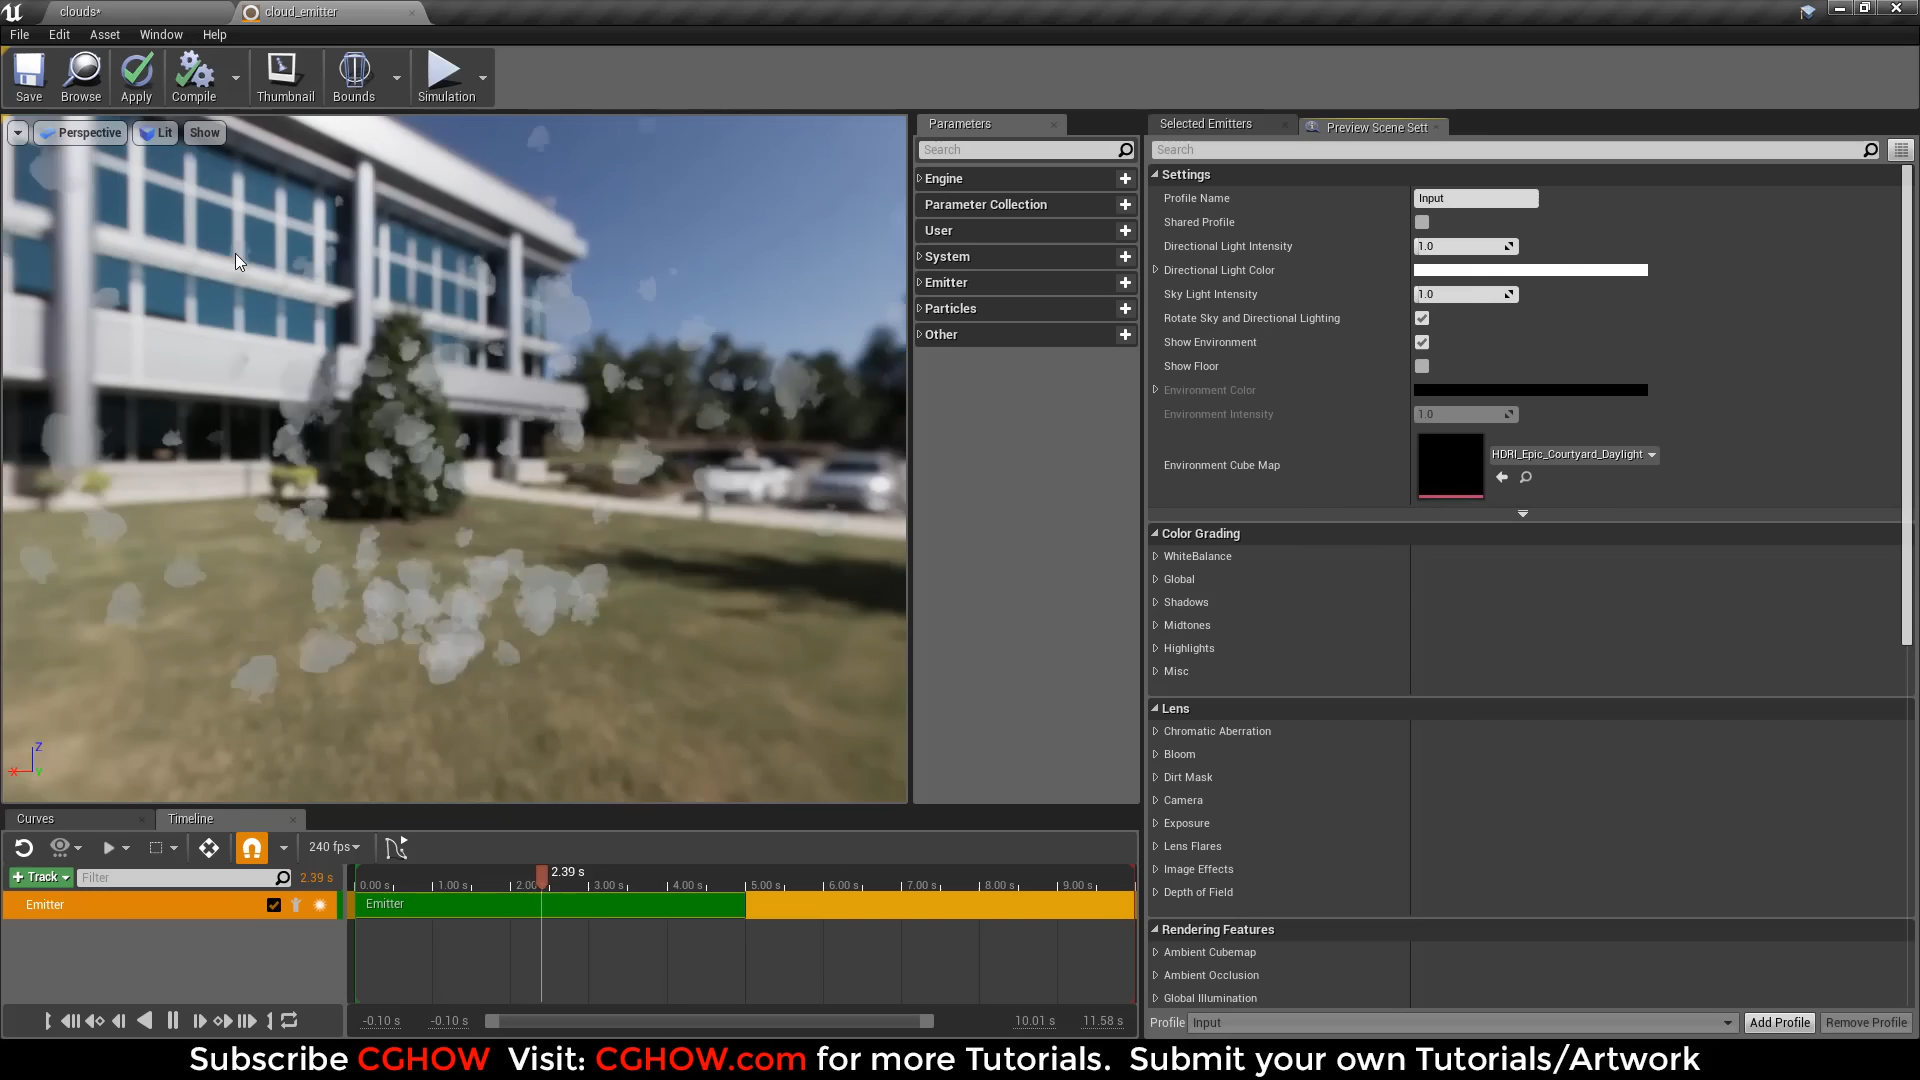 clouds*
cloud_emitter
File Edit Asset Window Help
Save Browse Apply Compile Thumbnail Bounds Simulation
Perspective Lit Show
Parameters
Search
Engine
Parameter Collection
User
System
Emitter
Particles
Other
Selected Emitters
Preview Scene Sett
Search
Settings
Profile Name Input
Shared Profile
Directional Light Intensity 1.0
Directional Light Color
Sky Light Intensity 1.0
Rotate Sky and Directional Lighting
Show Environment
Show Floor
Environment Color
Environment Intensity 1.0
Environment Cube Map HDRI_Epic_Courtyard_Daylight
Color Grading
WhiteBalance
Global
Shadows
Midtones
Highlights
Misc
Lens
Chromatic Aberration
Bloom
Dirt Mask
Camera
Exposure
Lens Flares
Image Effects
Depth of Field
Rendering Features
Ambient Cubemap
Ambient Occlusion
Global Illumination
Profile Input Add Profile Remove Profile
Z
X
Y
Curves Timeline
240 fps
+ Track Filter 2.39 s
2.39 s
0.00 s 1.00 s 2.00 3.00 s 4.00 s 5.00 s 6.00 s 7.00 s 8.00 s 9.00 s
Emitter
Emitter
-0.10 s -0.10 s 10.01 s 11.58 s
Subscribe CGHOW Visit: CGHOW.com for more Tutorials. Submit your own Tutorials/Artwork